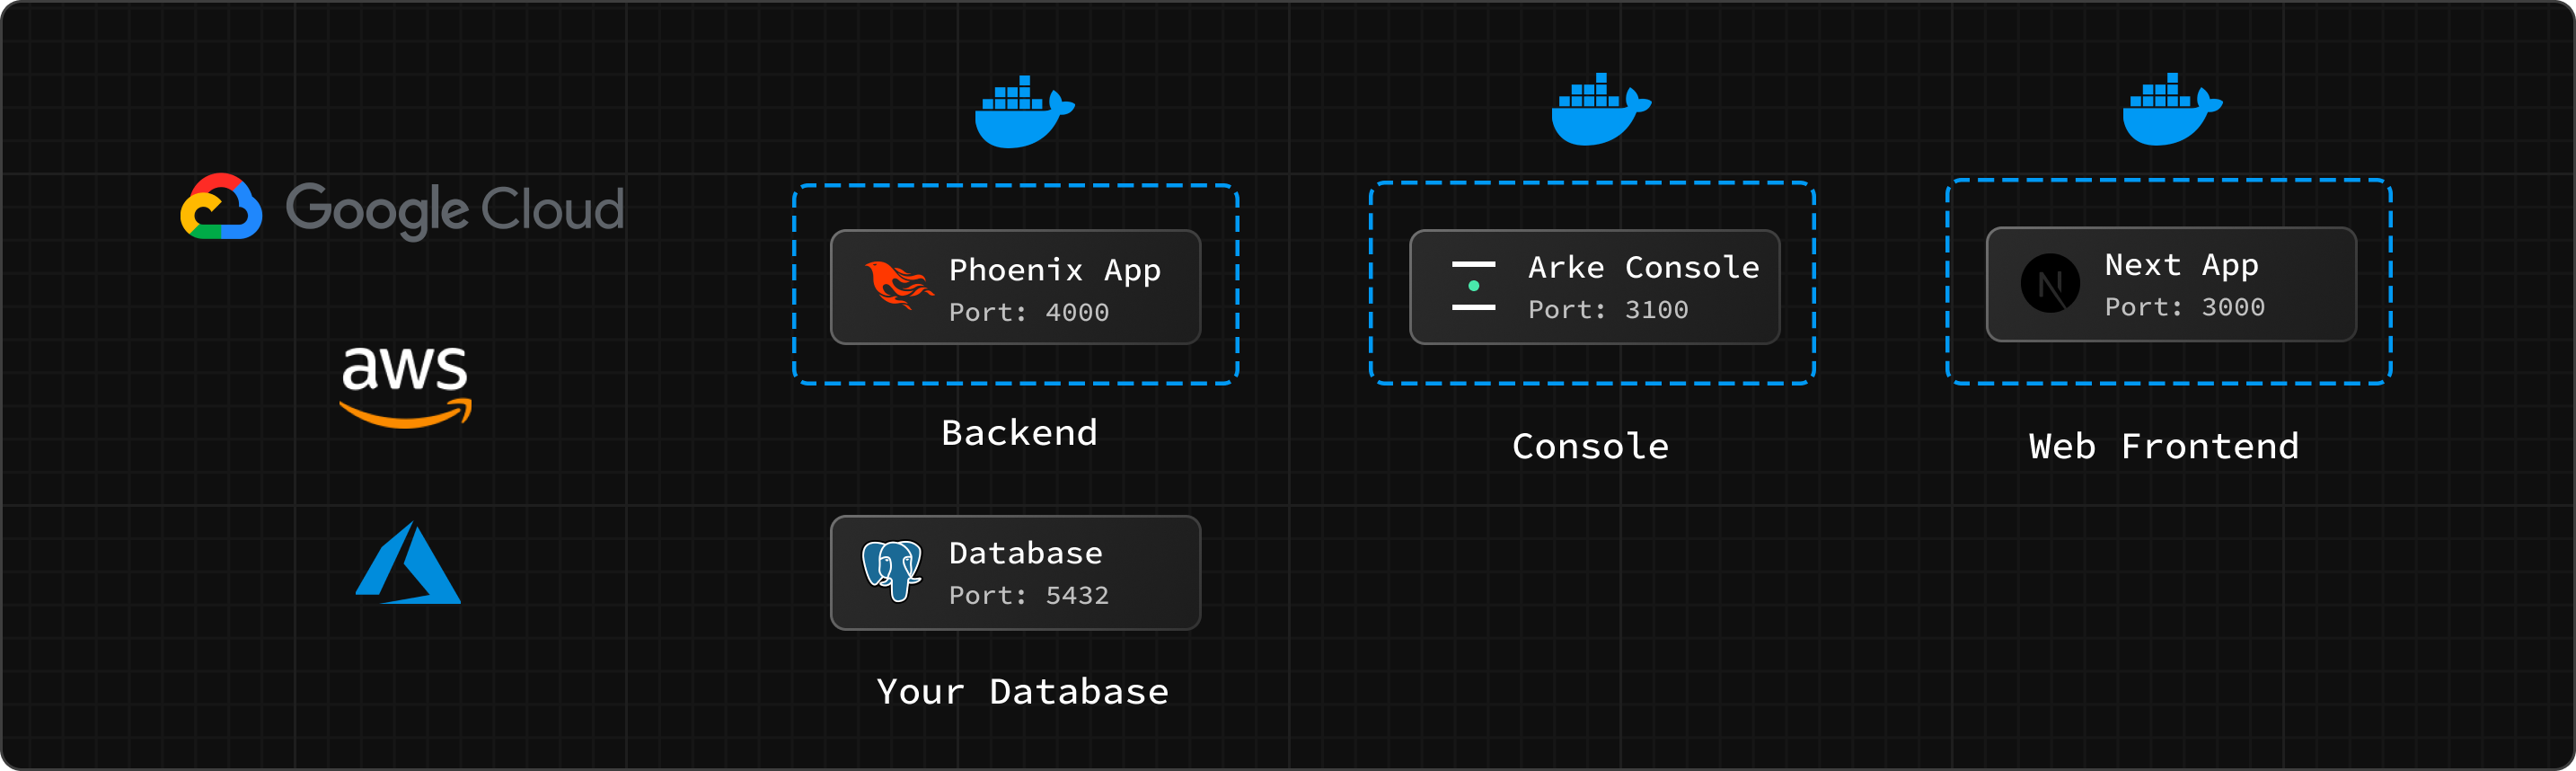 Google Cloud
aws
Phoenix App
Port: 4000
Backend
Arke Console
Port: 3100
Console
N
Next App
Port: 3000
Web Frontend
Database
Port: 5432
Your Database